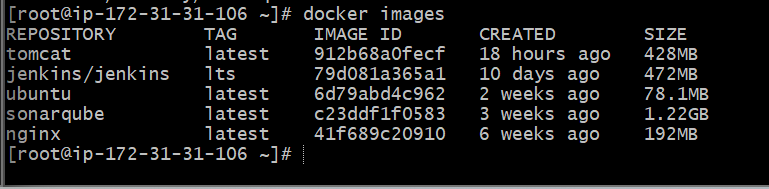 [root@ip-172-31-31-106 ~]# docker images
REPOSITORY TAG IMAGE ID CREATED SIZE
tomcat latest 912b68a0fecf 18 hours ago 428MB
jenkins/jenkins lts 79d081a365a1 10 days ago 472MB
ubuntu latest 6d79abd4c962 2 weeks ago 78.1MB
sonarqube latest c23ddf1f0583 3 weeks ago 1.22GB
nginx latest 41f689c20910 6 weeks ago 192MB
[root@ip-172-31-31-106 ~]#